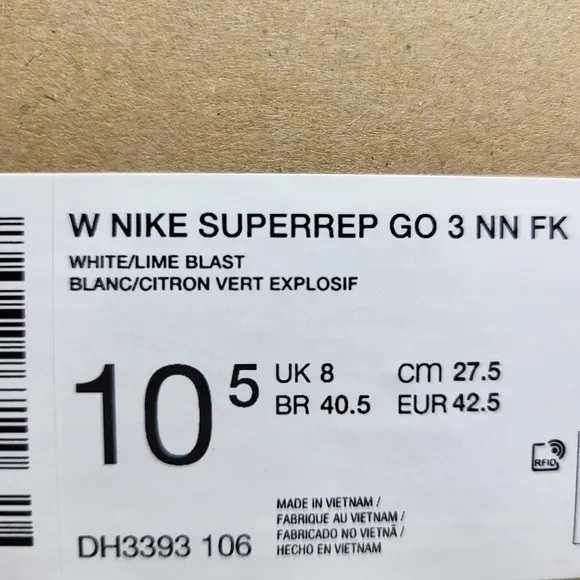 W NIKE SUPERREP GO 3 NN FK
WHITE/LIME BLAST
BLANC/CITRON VERT EXPLOSIF
10 5
UK 8 cm 27.5
BR 40.5 EUR 42.5
RFID
MADE IN VIETNAM /
FABRIQUE AU VIETNAM /
FABRICADO NO VIETNÃ /
HECHO EN VIETNAM
DH3393 106